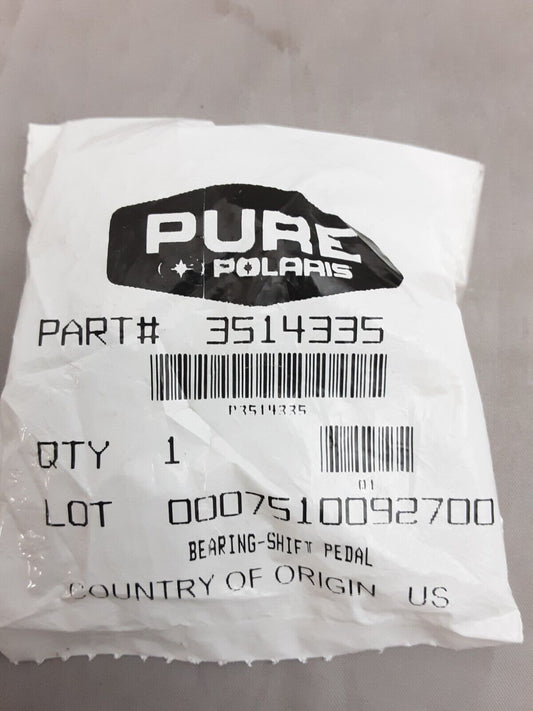 PURE
POLARIS
PART# 3514335
P3514335
QTY 1
01
LOT 0007510092700
BEARING-SHIFT PEDAL
COUNTRY OF ORIGIN US